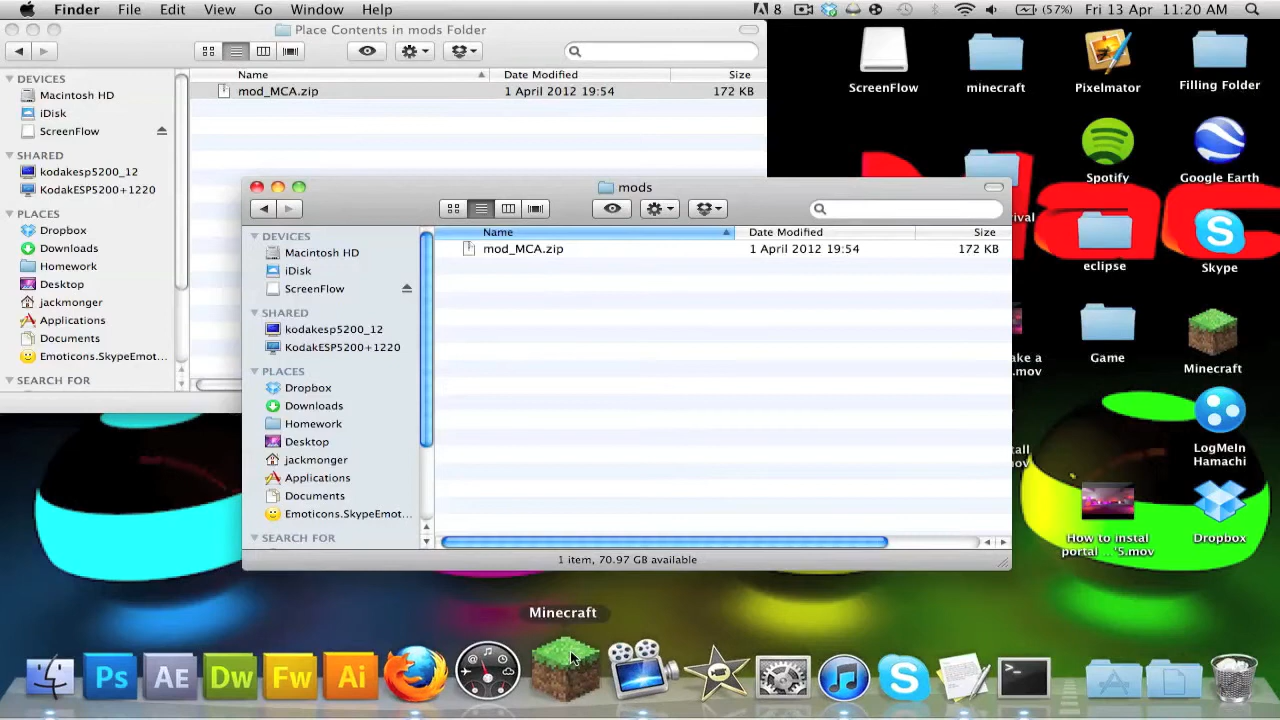 Finder File Edit View Go Window Help
8 (57%) Fri 13 Apr 11:20 AM
Place Contents in mods Folder
Name Date Modified Size
mod_MCA.zip 1 April 2012 19:54 172 KB
DEVICES
Macintosh HD
iDisk
ScreenFlow
SHARED
kodakesp5200_12
KodakESP5200+1220
PLACES
Dropbox
Downloads
Homework
Desktop
jackmonger
Applications
Documents
Emoticons.SkypeEmot...
SEARCH FOR
mods
Name Date Modified Size
mod_MCA.zip 1 April 2012 19:54 172 KB
DEVICES
Macintosh HD
iDisk
ScreenFlow
SHARED
kodakesp5200_12
KodakESP5200+1220
PLACES
Dropbox
Downloads
Homework
Desktop
jackmonger
Applications
Documents
Emoticons.SkypeEmot...
SEARCH FOR
1 item, 70.97 GB available
ScreenFlow
minecraft
Pixelmator
Filling Folder
Spotify
Google Earth
eclipse
Skype
Game
Minecraft
LogMeIn
Hamachi
How to instal
portal ...'S.mov
Dropbox
Minecraft
Ps
AE
Dw
Fw
Ai